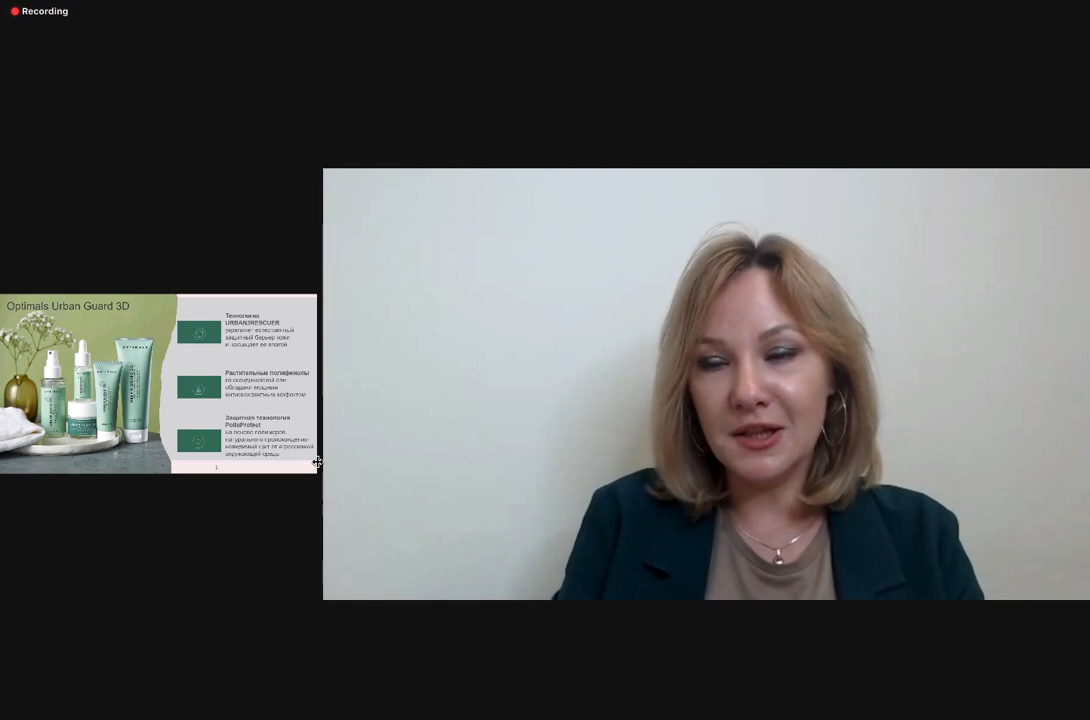 Recording
Optimals Urban Guard 3D
Технология
URBAN3RESCUER
укрепляет естественный
защитный барьер кожи
и насыщает ее влагой
Растительные полифенолы
из скандинавской ели
обладают мощным
антиоксидантным эффектом
Защитная технология
PolluProtect
на основе полимеров
натурального происхождения-
невидимый щит от агрессивной
окружающей среды